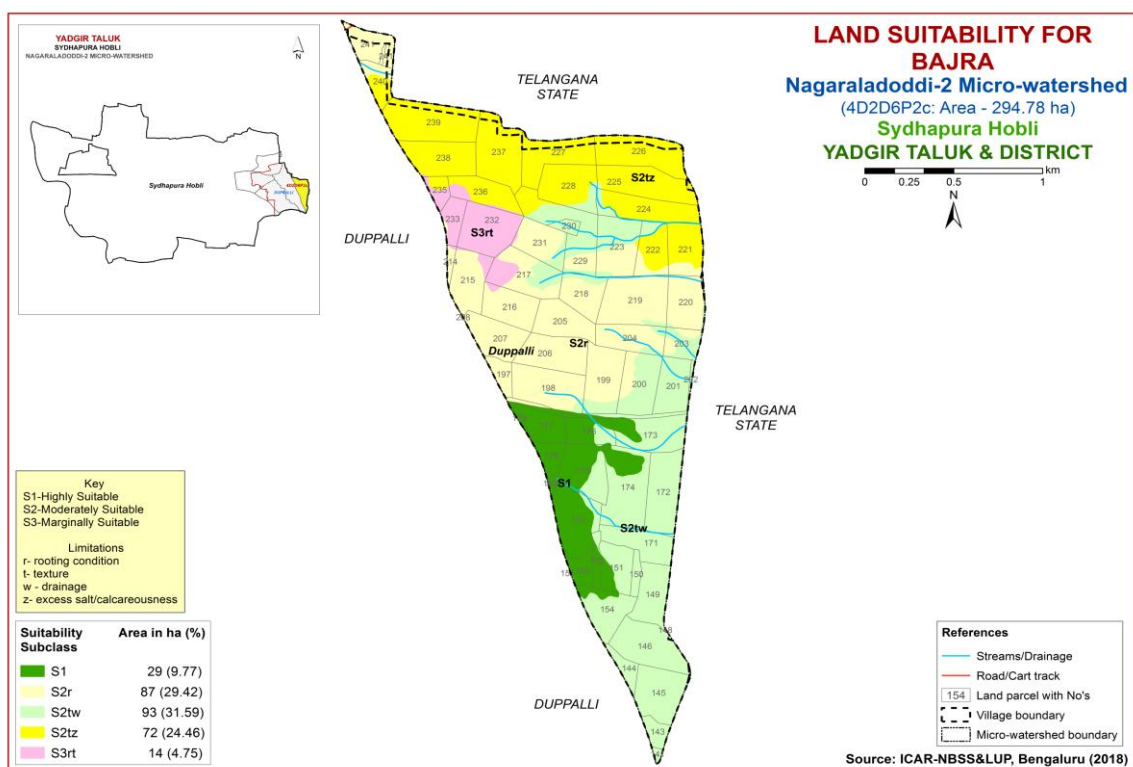 YADGIR TALUK
SYDHAPURA HOBLI
NAGARALADODDI-2 MICRO-WATERSHED
N
Sydhapura Hobli
DUPPALLI
LAND SUITABILITY FOR
BAJRA
Nagaraladoddi-2 Micro-watershed
(4D2D6P2c: Area - 294.78 ha)
Sydhapura Hobli
YADGIR TALUK & DISTRICT
0 0.25 0.5 1
km
N
TELANGANA
STATE
240
239
238
237
227
226
S2tz
225
228
224
235
236
233
232
S3rt
230
231
223
222
221
229
DUPPALLI
214
215
217
218
219
220
216
208
205
204
203
207
S2r
Duppalli
206
197
198
199
200
201
202
TELANGANA
STATE
173
174
172
S1
S2tw
171
151
150
149
154
148
146
144
145
DUPPALLI
143
Key
S1-Highly Suitable
S2-Moderately Suitable
S3-Marginally Suitable
Limitations
r- rooting condition
t- texture
w - drainage
z- excess salt/calcareousness
Suitability Subclass Area in ha (%)
S1 29 (9.77)
S2r 87 (29.42)
S2tw 93 (31.59)
S2tz 72 (24.46)
S3rt 14 (4.75)
References
Streams/Drainage
Road/Cart track
154 Land parcel with No's
Village boundary
Micro-watershed boundary
Source: ICAR-NBSS&LUP, Bengaluru (2018)